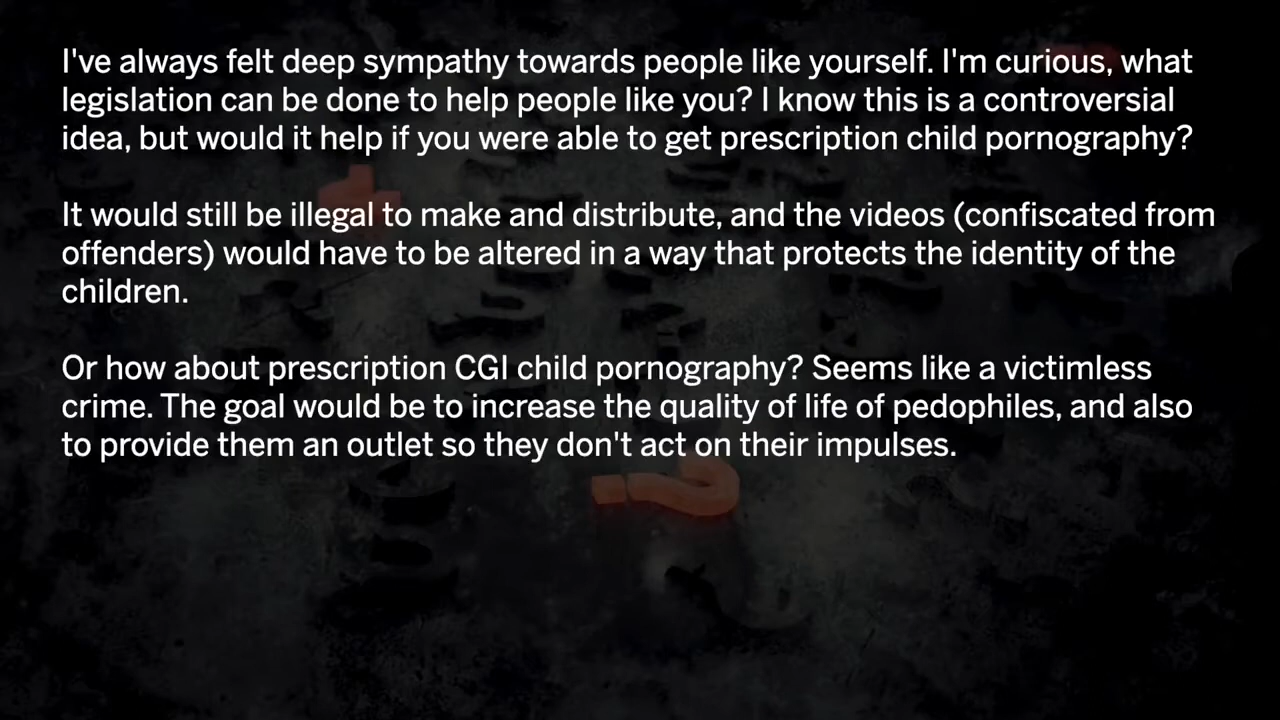 I've always felt deep sympathy towards people like yourself. I'm curious, what
legislation can be done to help people like you? I know this is a controversial
idea, but would it help if you were able to get prescription child pornography?
It would still be illegal to make and distribute, and the videos (confiscated from
offenders) would have to be altered in a way that protects the identity of the
children.
Or how about prescription CGI child pornography? Seems like a victimless
crime. The goal would be to increase the quality of life of pedophiles, and also
to provide them an outlet so they don't act on their impulses.